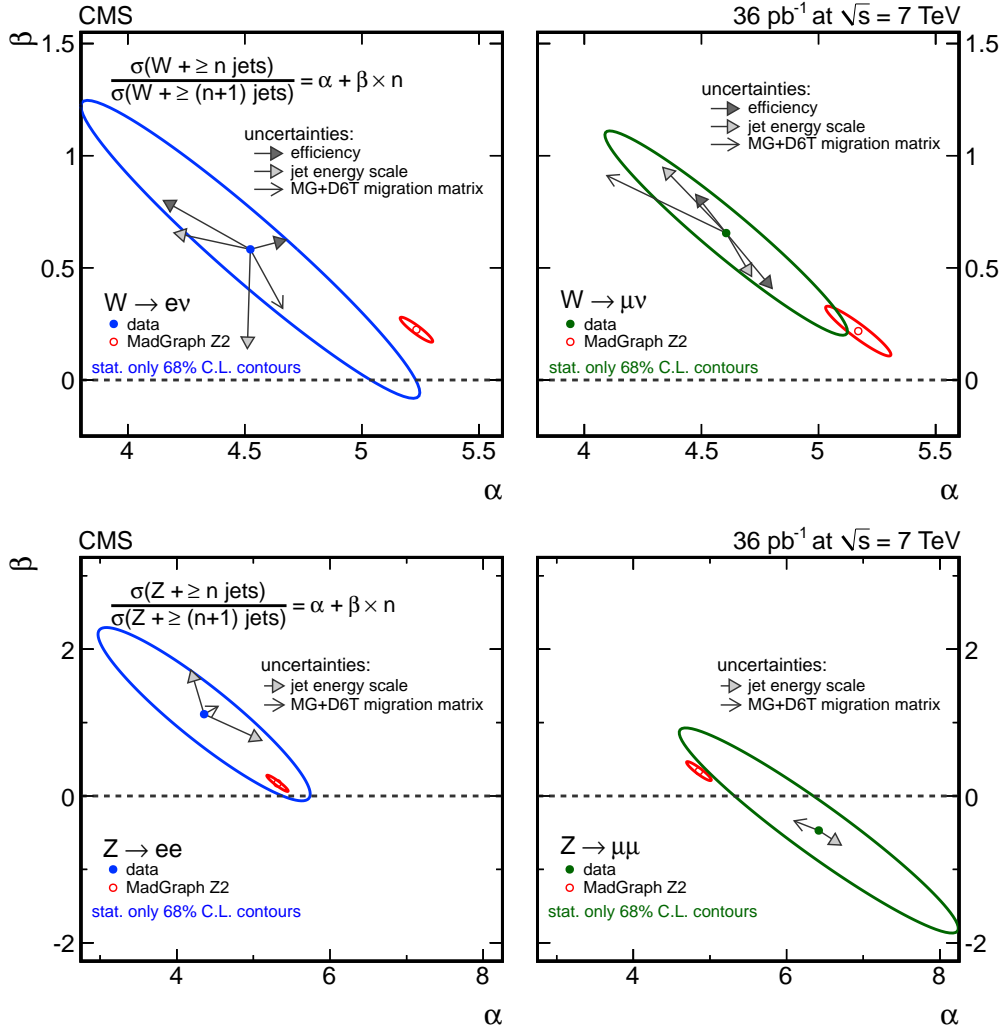 CMS
36 pb⁻¹ at √s = 7 TeV
β
1.5
1
0.5
0
σ(W + ≥ n jets)
σ(W + ≥ (n+1) jets) = α + β × n
uncertainties:
efficiency
jet energy scale
MG+D6T migration matrix
W → eν
data
MadGraph Z2
stat. only 68% C.L. contours
4 4.5 5 5.5
α
uncertainties:
efficiency
jet energy scale
MG+D6T migration matrix
W → μν
data
MadGraph Z2
stat. only 68% C.L. contours
1.5
1
0.5
0
4 4.5 5 5.5
α
CMS
36 pb⁻¹ at √s = 7 TeV
β
2
0
-2
σ(Z + ≥ n jets)
σ(Z + ≥ (n+1) jets) = α + β × n
uncertainties:
jet energy scale
MG+D6T migration matrix
Z → ee
data
MadGraph Z2
stat. only 68% C.L. contours
4 6 8
α
uncertainties:
jet energy scale
MG+D6T migration matrix
Z → μμ
data
MadGraph Z2
stat. only 68% C.L. contours
2
0
-2
4 6 8
α